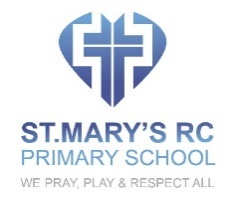 ST.MARY'S RC
PRIMARY SCHOOL
WE PRAY, PLAY & RESPECT ALL